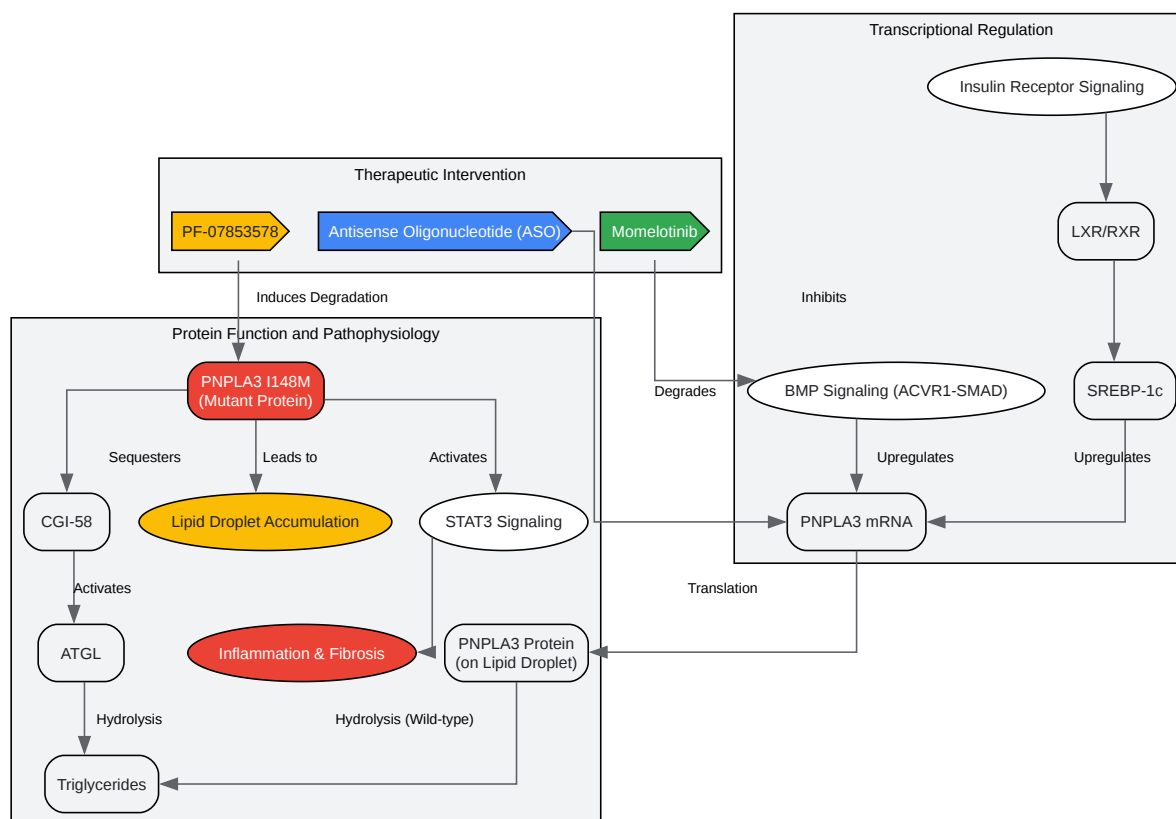 Transcriptional Regulation
Insulin Receptor Signaling
Therapeutic Intervention
PF-07853578
Antisense Oligonucleotide (ASO)
Momelotinib
LXR/RXR
Induces Degradation
Inhibits
Protein Function and Pathophysiology
PNPLA3 I148M
(Mutant Protein)
Degrades
BMP Signaling (ACVR1-SMAD)
SREBP-1c
Sequesters
Leads to
Activates
Upregulates
Upregulates
CGI-58
Lipid Droplet Accumulation
STAT3 Signaling
PNPLA3 mRNA
Activates
Translation
ATGL
Inflammation & Fibrosis
PNPLA3 Protein
(on Lipid Droplet)
Hydrolysis
Hydrolysis (Wild-type)
Triglycerides